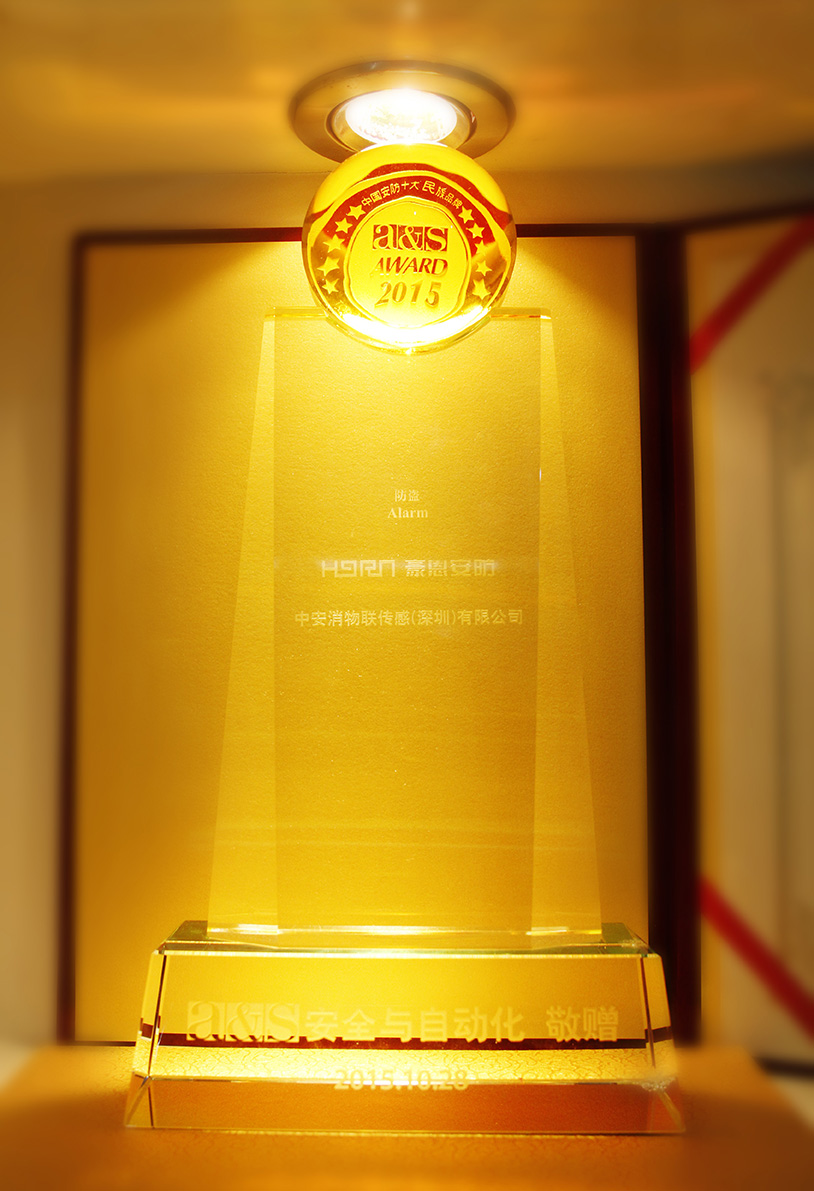 中国安防十大民族品牌
a&s
AWARD
2015
防盗
Alarm
HORN 豪恩安防
中安消物联传感(深圳)有限公司
a&s安全与自动化 敬赠
2015.10.28